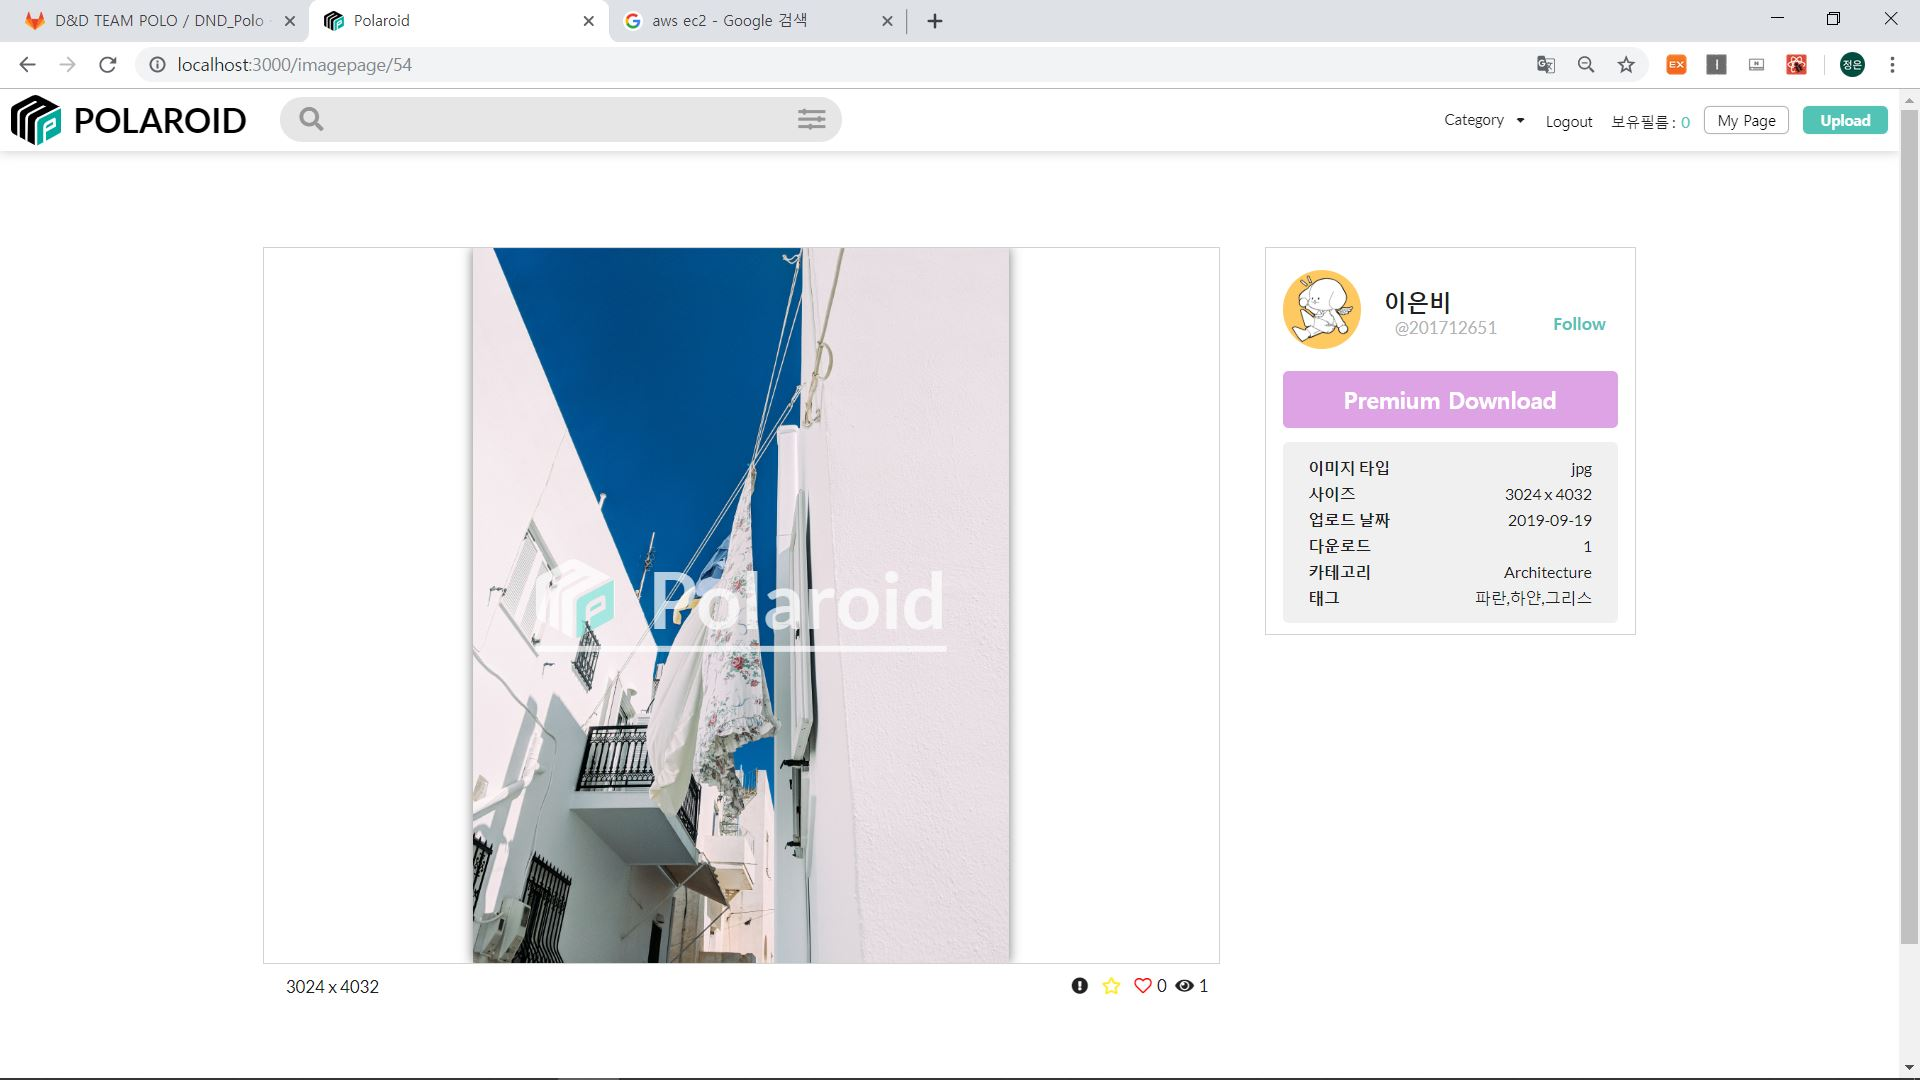 D&D TEAM POLO / DND_Polo
Polaroid
aws ec2 - Google 검색
localhost:3000/imagepage/54
EX
정은
POLAROID
Category
Logout
보유필름 : 0
My Page
Upload
이은비
@201712651
Follow
Premium Download
이미지 타입 jpg
사이즈 3024 x 4032
업로드 날짜 2019-09-19
다운로드 1
카테고리 Architecture
태그 파란,하얀,그리스
Polaroid
3024 x 4032
0
1